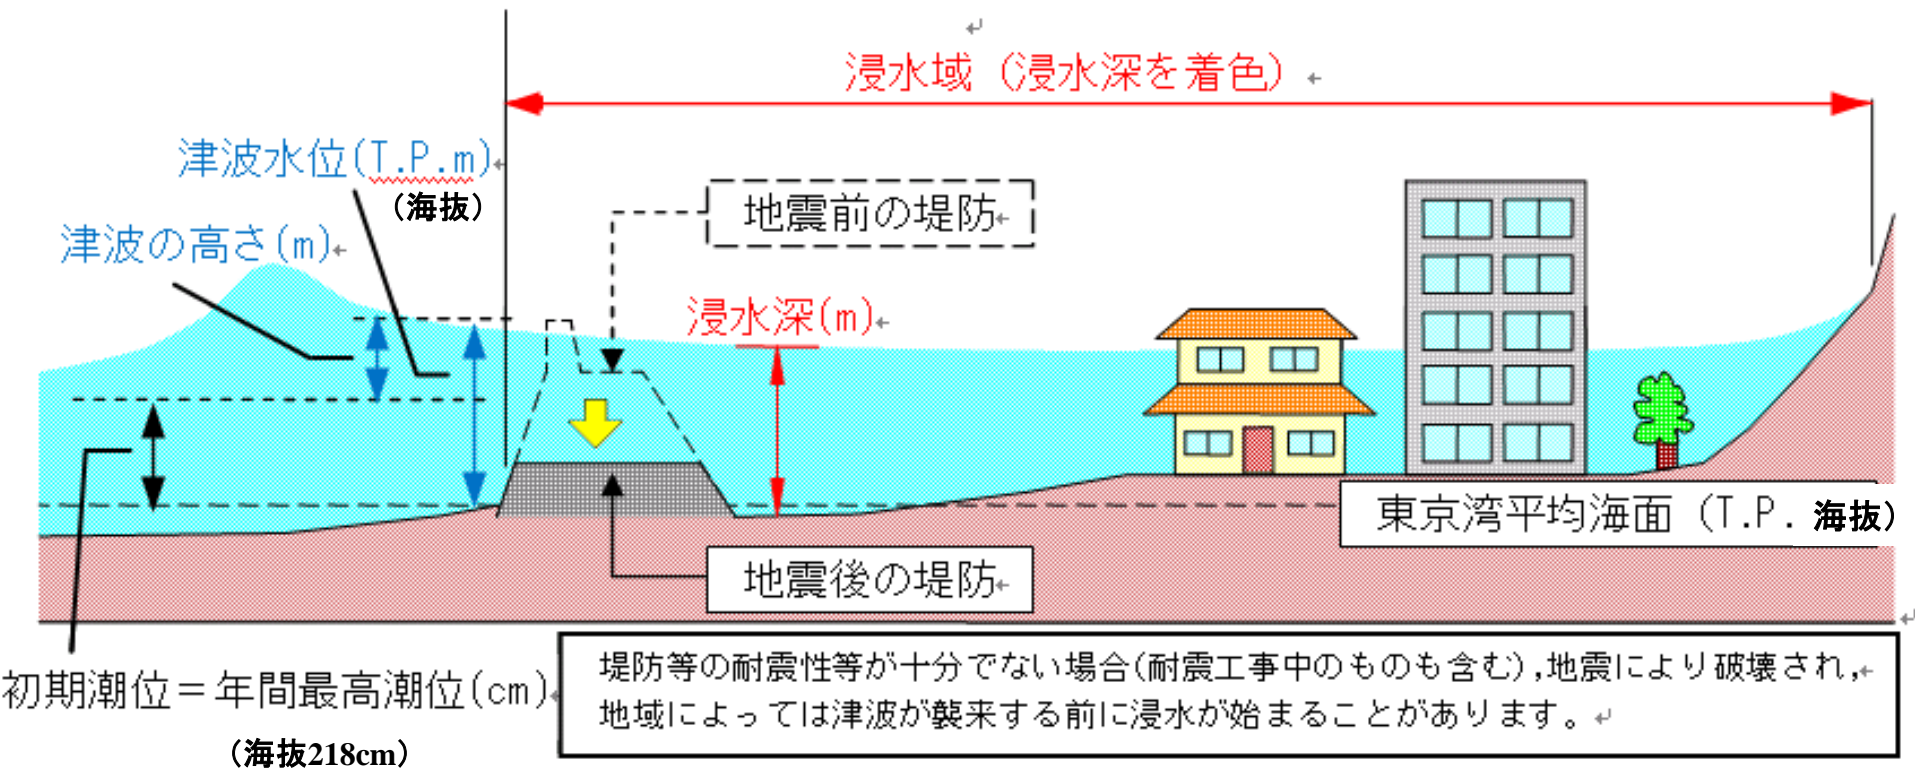 浸水域（浸水深を着色）
津波水位(T.P.m)
（海抜）
地震前の堤防
津波の高さ(m)
浸水深(m)
東京湾平均海面（T.P. 海抜）
地震後の堤防
初期潮位＝年間最高潮位(cm)
（海抜218cm）
堤防等の耐震性等が十分でない場合(耐震工事中のものも含む),地震により破壊され,
地域によっては津波が襲来する前に浸水が始まることがあります。